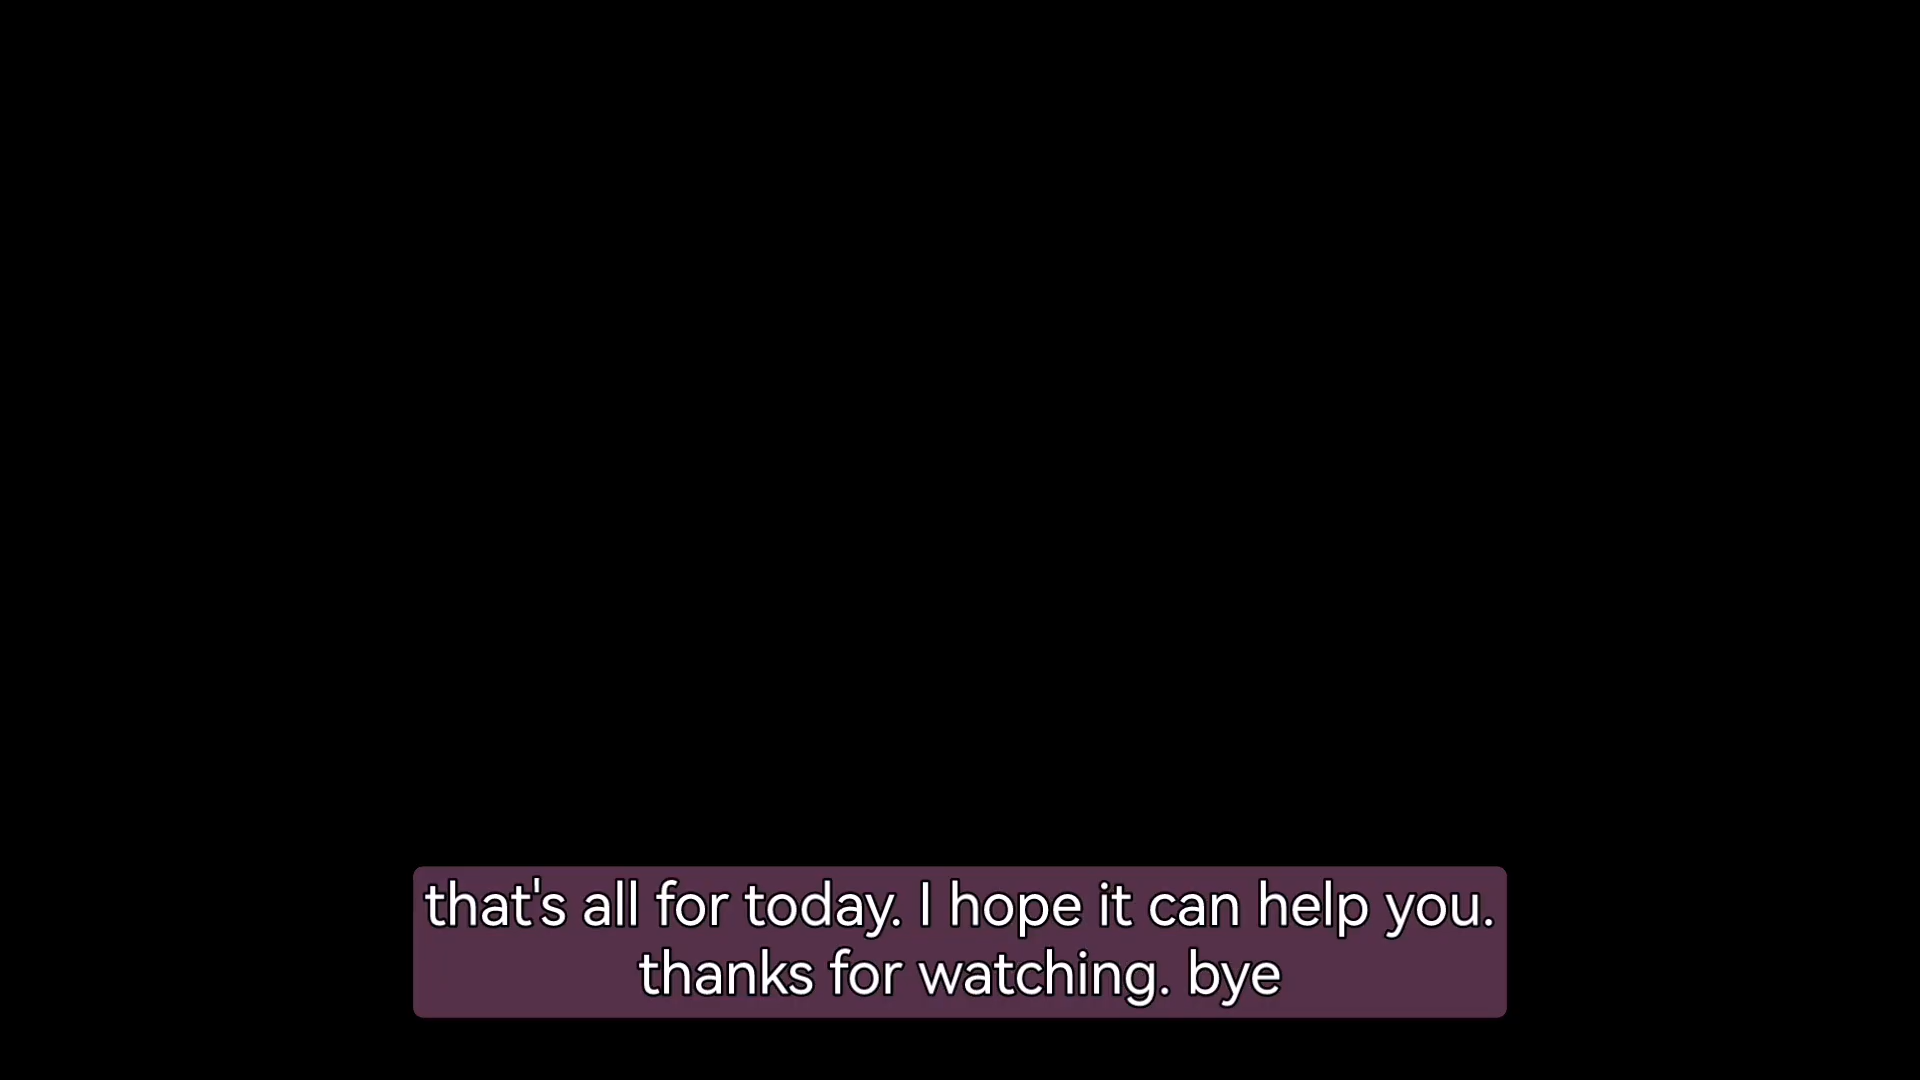 that's all for today. I hope it can help you.
thanks for watching. bye